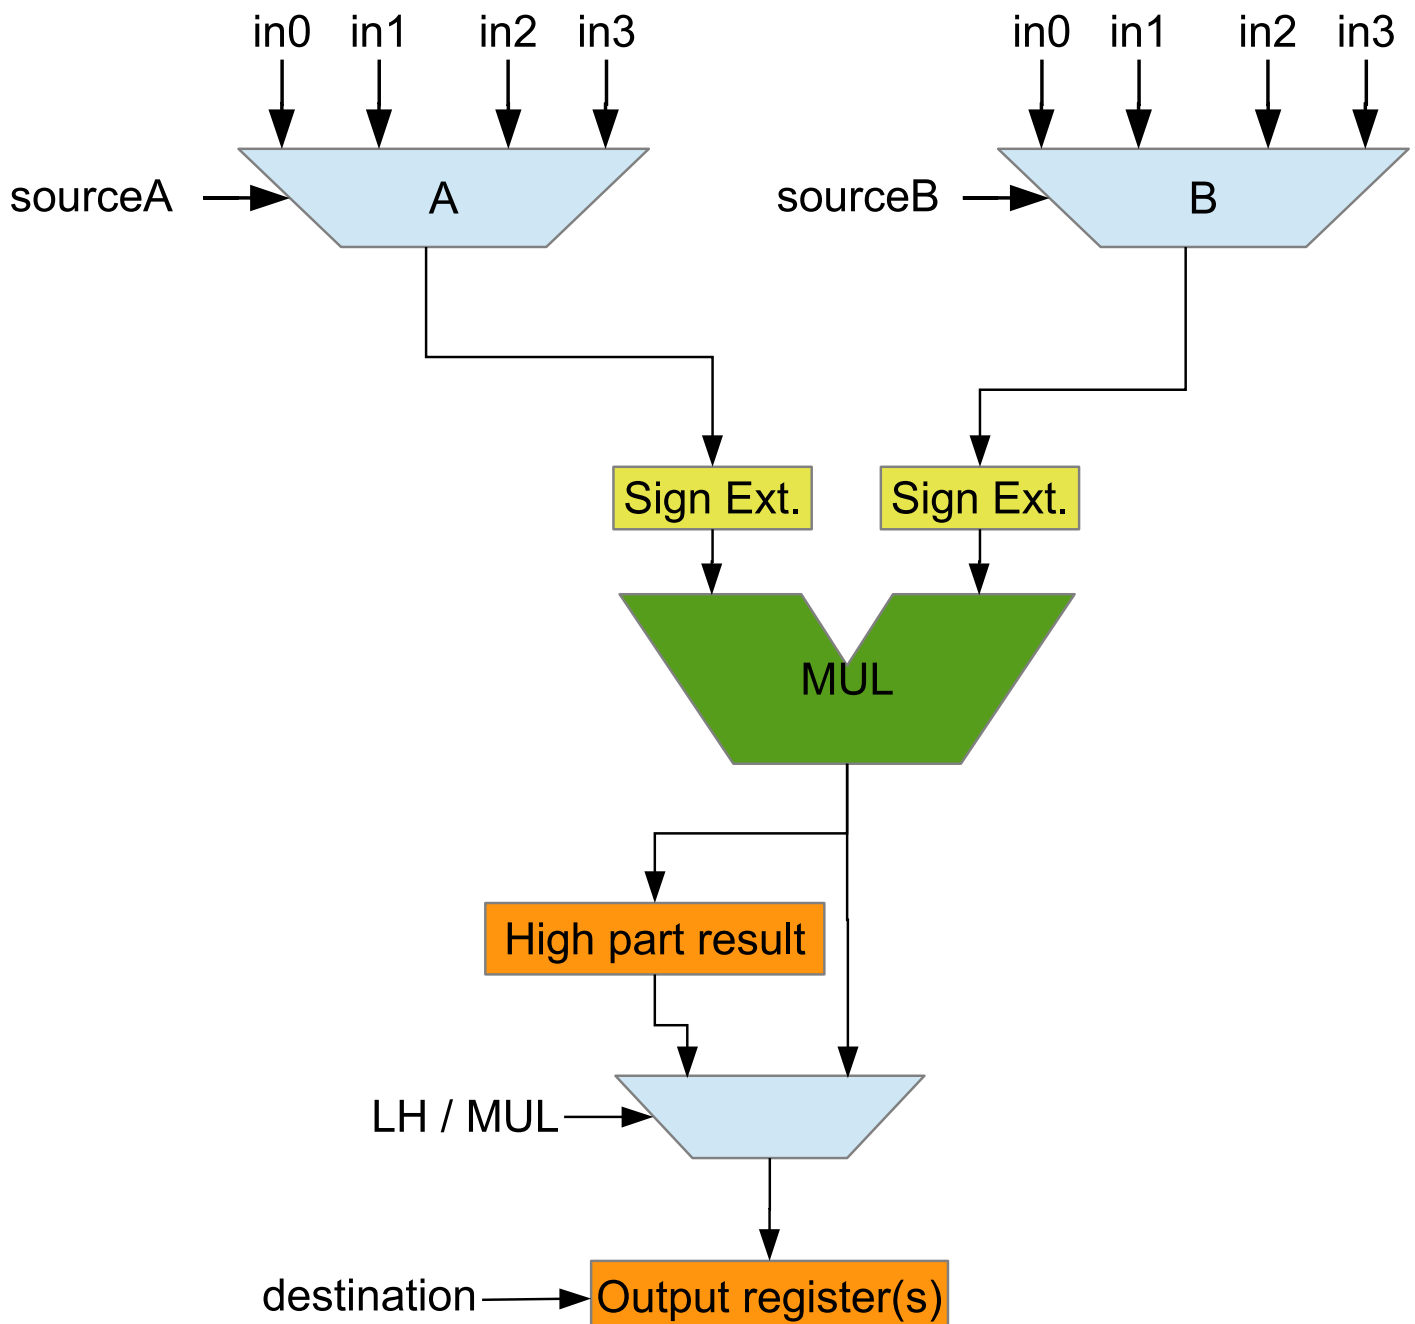 in0 in1 in2 in3 in0 in1 in2 in3
sourceA A sourceB B
Sign Ext. Sign Ext.
MUL
High part result
LH / MUL
destination Output register(s)